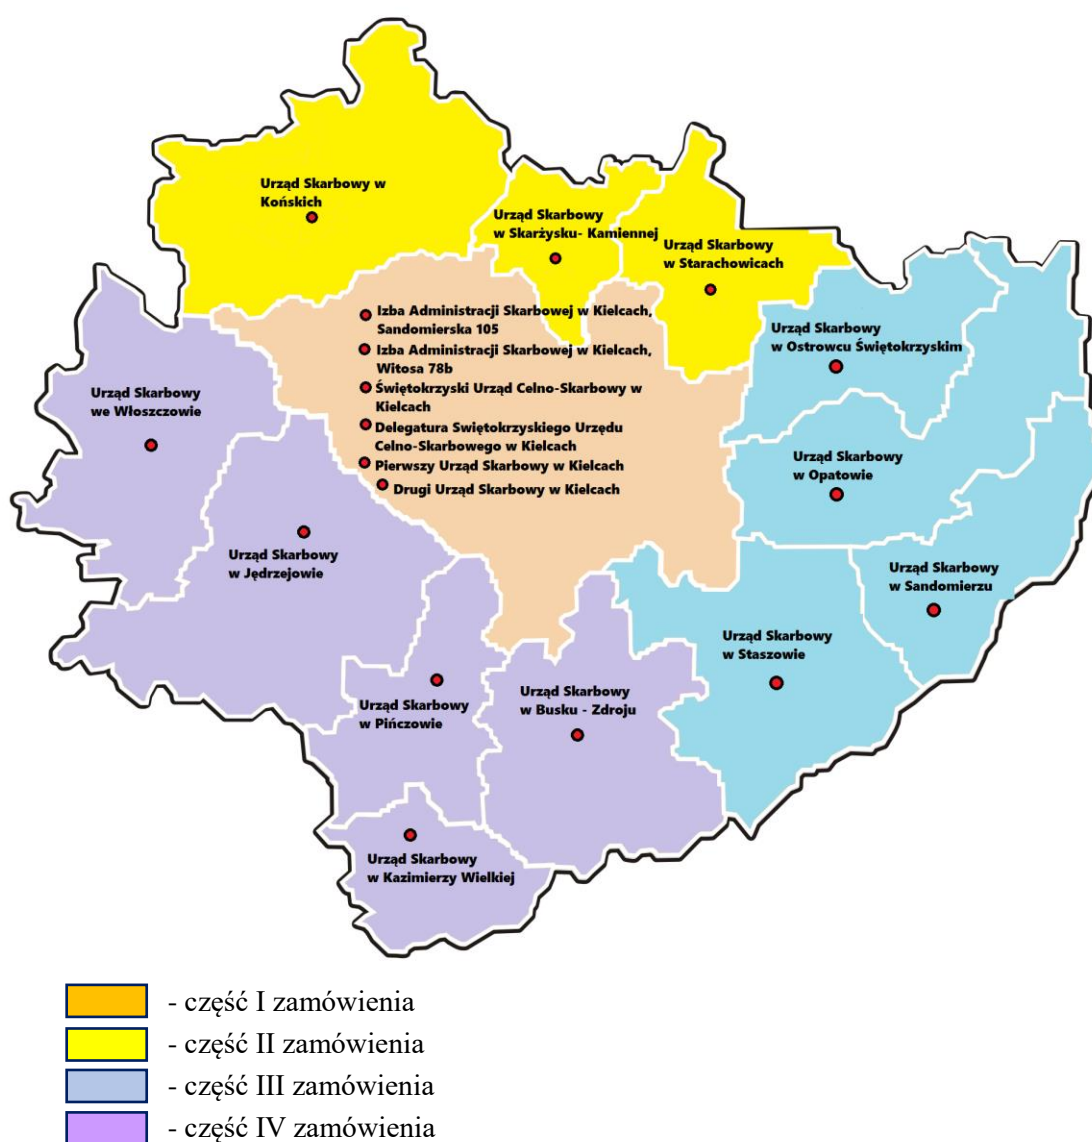 Urząd Skarbowy w
Końskich
Urząd Skarbowy
w Skarżysku- Kamiennej
Urząd Skarbowy
w Starachowicach
Izba Administracji Skarbowej w Kielcach,
Sandomierska 105
Izba Administracji Skarbowej w Kielcach,
Witosa 78b
Świętokrzyski Urząd Celno-Skarbowy w
Kielcach
Delegatura Swiętokrzyskiego Urzędu
Celno-Skarbowego w Kielcach
Pierwszy Urząd Skarbowy w Kielcach
Drugi Urząd Skarbowy w Kielcach
Urząd Skarbowy
w Ostrowcu Świętokrzyskim
Urząd Skarbowy
we Włoszczowie
Urząd Skarbowy
w Opatowie
Urząd Skarbowy
w Jędrzejowie
Urząd Skarbowy
w Sandomierzu
Urząd Skarbowy
w Staszowie
Urząd Skarbowy
w Pińczowie
Urząd Skarbowy
w Busku - Zdroju
Urząd Skarbowy
w Kazimierzy Wielkiej
- część I zamówienia
- część II zamówienia
- część III zamówienia
- część IV zamówienia